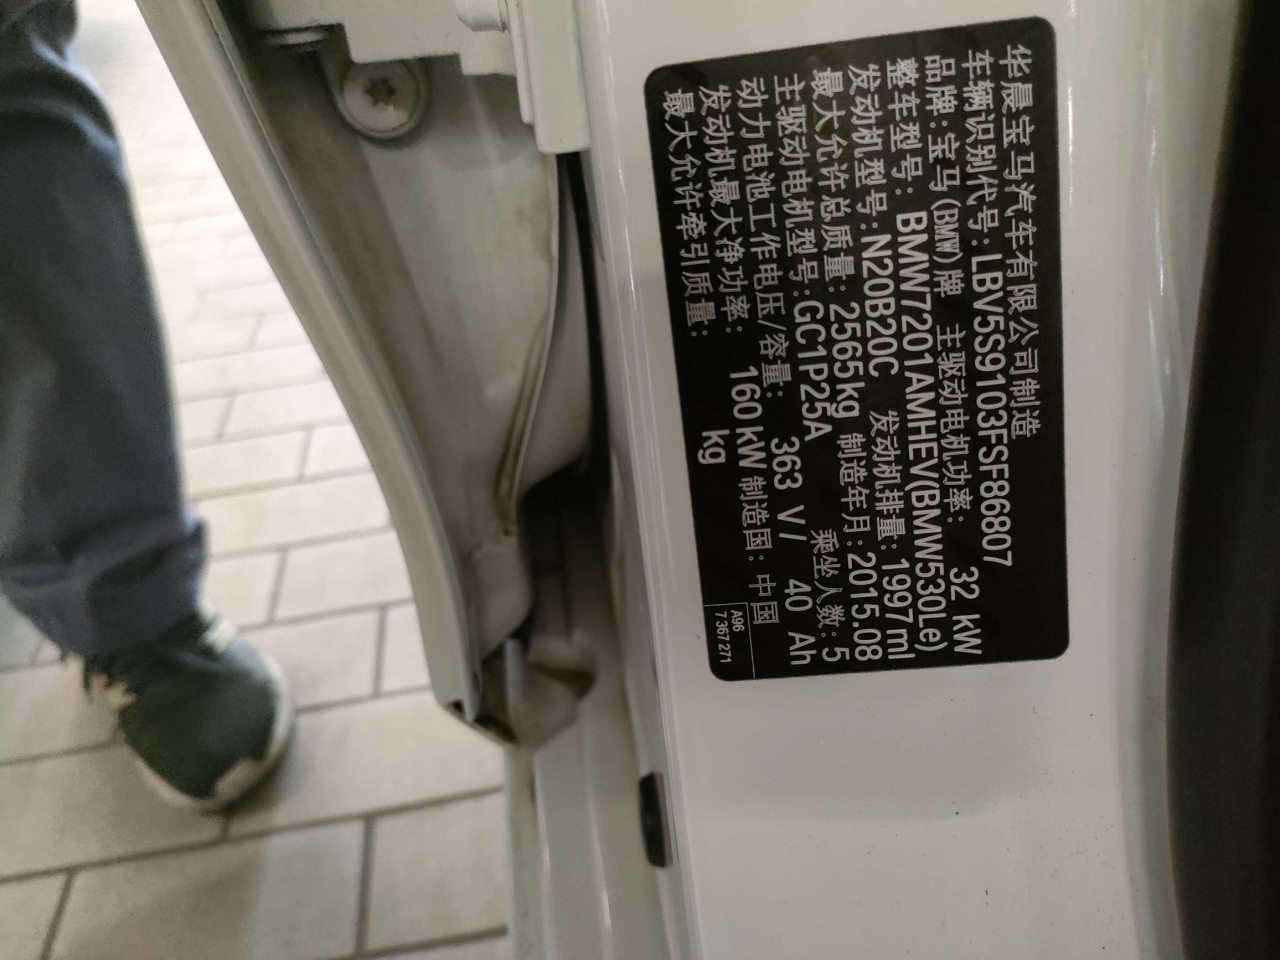 华晨宝马汽车有限公司制造
车辆识别代号:LBV5S9103FSF86807
品牌:宝马(BMW)牌 主驱动电机功率: 32 kW
整车型号: BMW7201AMHEV(BMW530Le)
发动机型号:N20B20C 发动机排量:1997ml
最大允许总质量: 2565kg 制造年月:2015.08
主驱动电机型号:GC1P25A 乘坐人数: 5
动力电池工作电压/容量: 363 V/ 40 Ah
发动机最大净功率: 160kW 制造国: 中国
最大允许牵引质量: kg
A96
7 367271